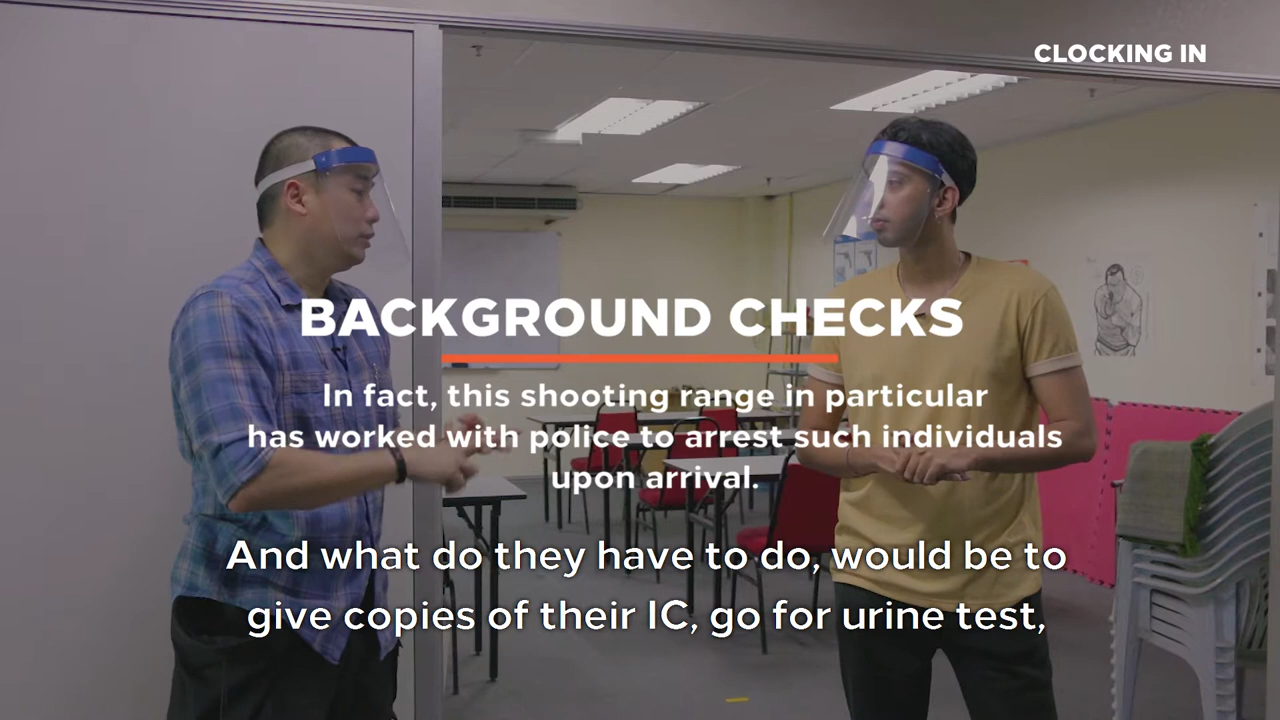 CLOCKING IN
BACKGROUND CHECKS
In fact, this shooting range in particular
has worked with police to arrest such individuals
upon arrival.
And what do they have to do, would be to
give copies of their IC, go for urine test,